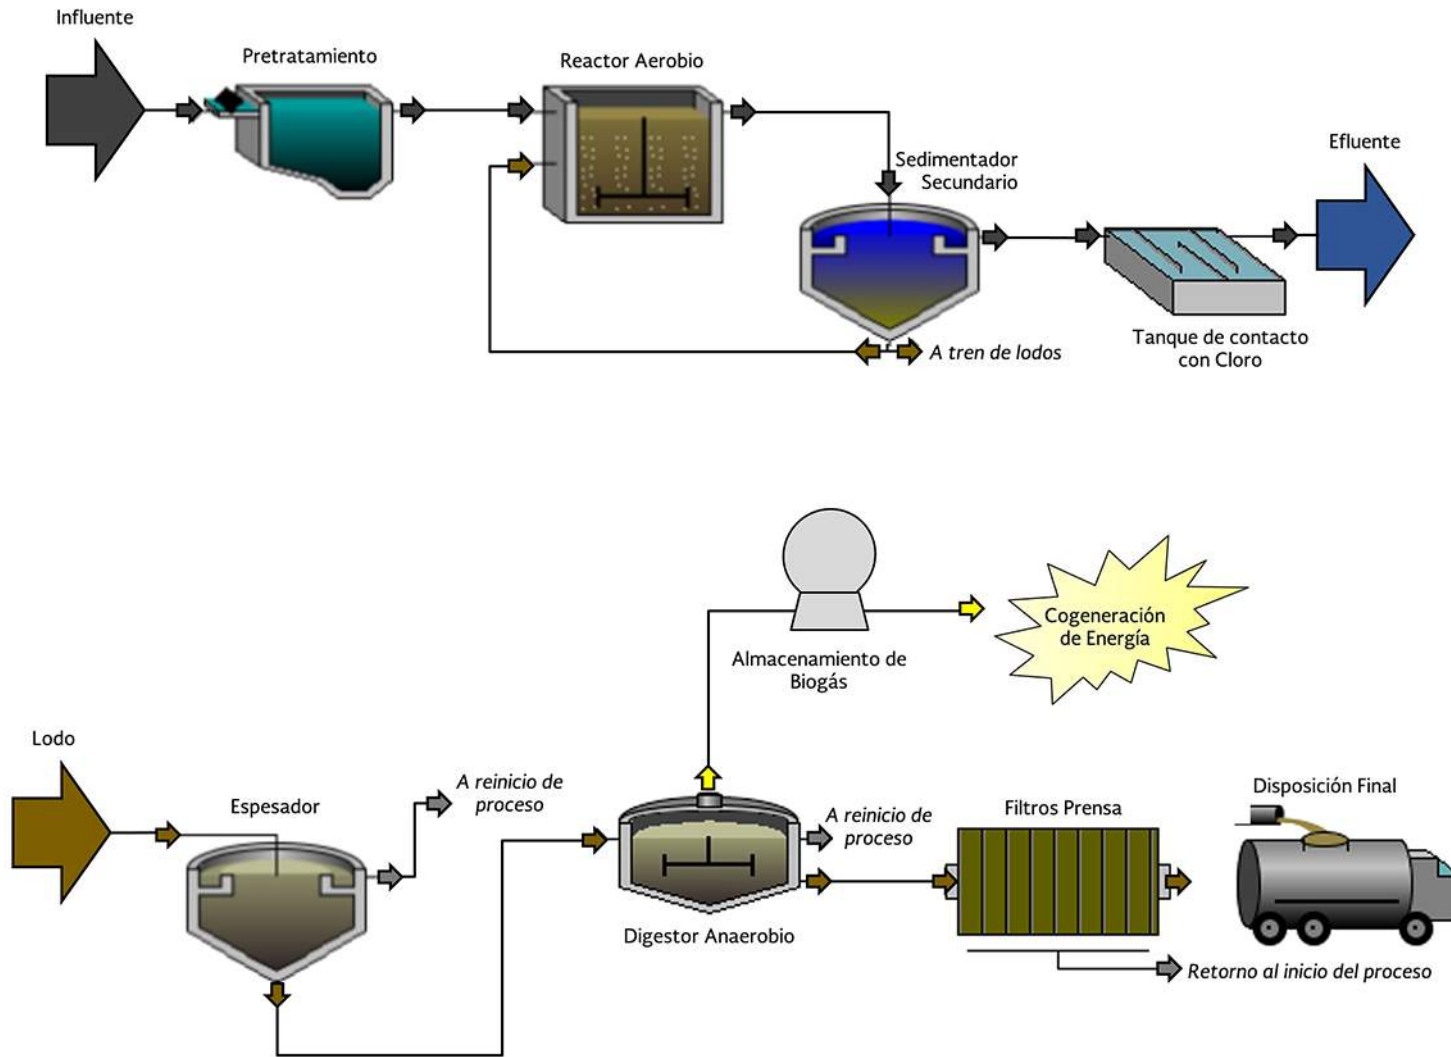 Influente
Pretratamiento
Reactor Aerobio
Sedimentador
Secundario
Efluente
A tren de lodos
Tanque de contacto
con Cloro
Cogeneración
de Energía
Almacenamiento de
Biogás
Lodo
Espesador
A reinicio de
proceso
A reinicio de
proceso
Digestor Anaerobio
Filtros Prensa
Disposición Final
Retorno al inicio del proceso